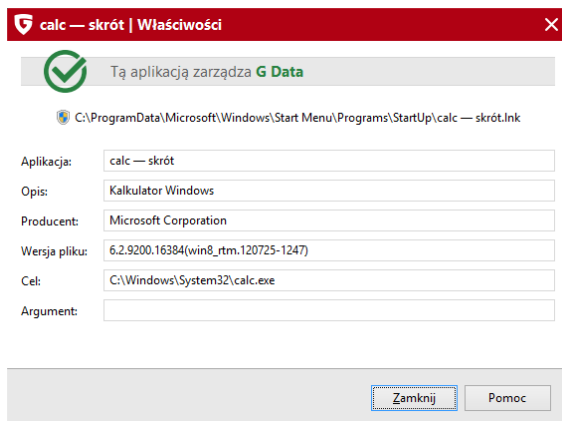 calc — skrót | Właściwości
Tą aplikacją zarządza G Data
C:\ProgramData\Microsoft\Windows\Start Menu\Programs\StartUp\calc — skrót.lnk
Aplikacja: calc — skrót
Opis: Kalkulator Windows
Producent: Microsoft Corporation
Wersja pliku: 6.2.9200.16384(win8_rtm.120725-1247)
Cel: C:\Windows\System32\calc.exe
Argument:
Zamknij Pomoc